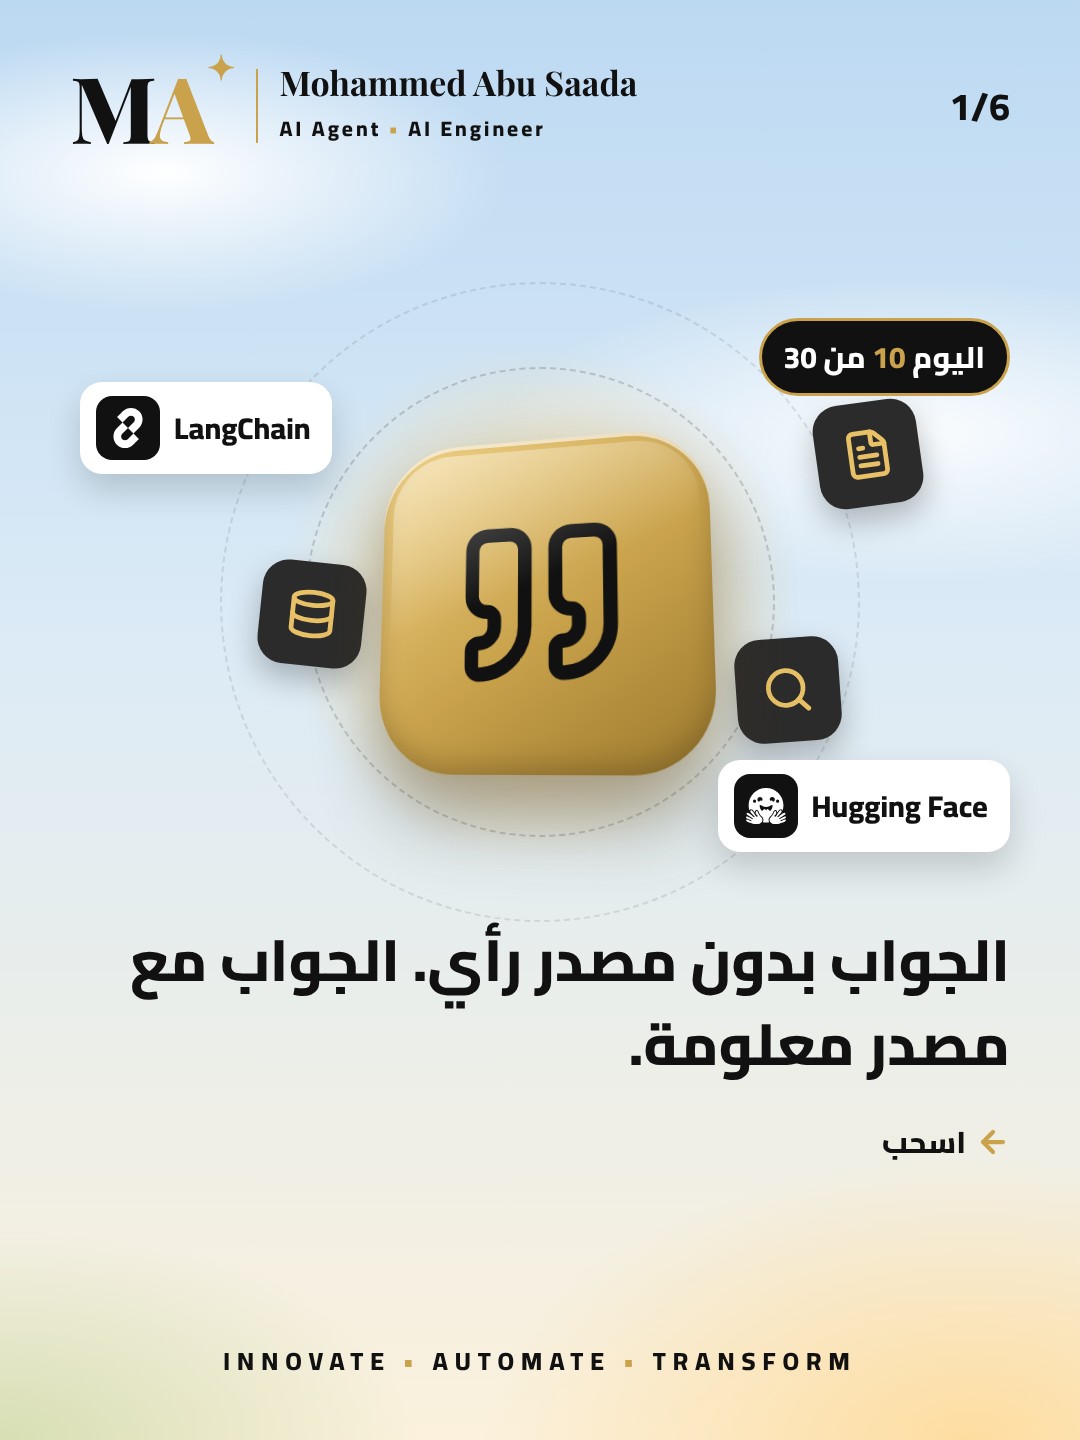 MA
Mohammed Abu Saada
AI Agent ▪ AI Engineer
1/6
اليوم 10 من 30
LangChain
Hugging Face
الجواب بدون مصدر رأي. الجواب مع
مصدر معلومة.
← اسحب
INNOVATE ▪ AUTOMATE ▪ TRANSFORM